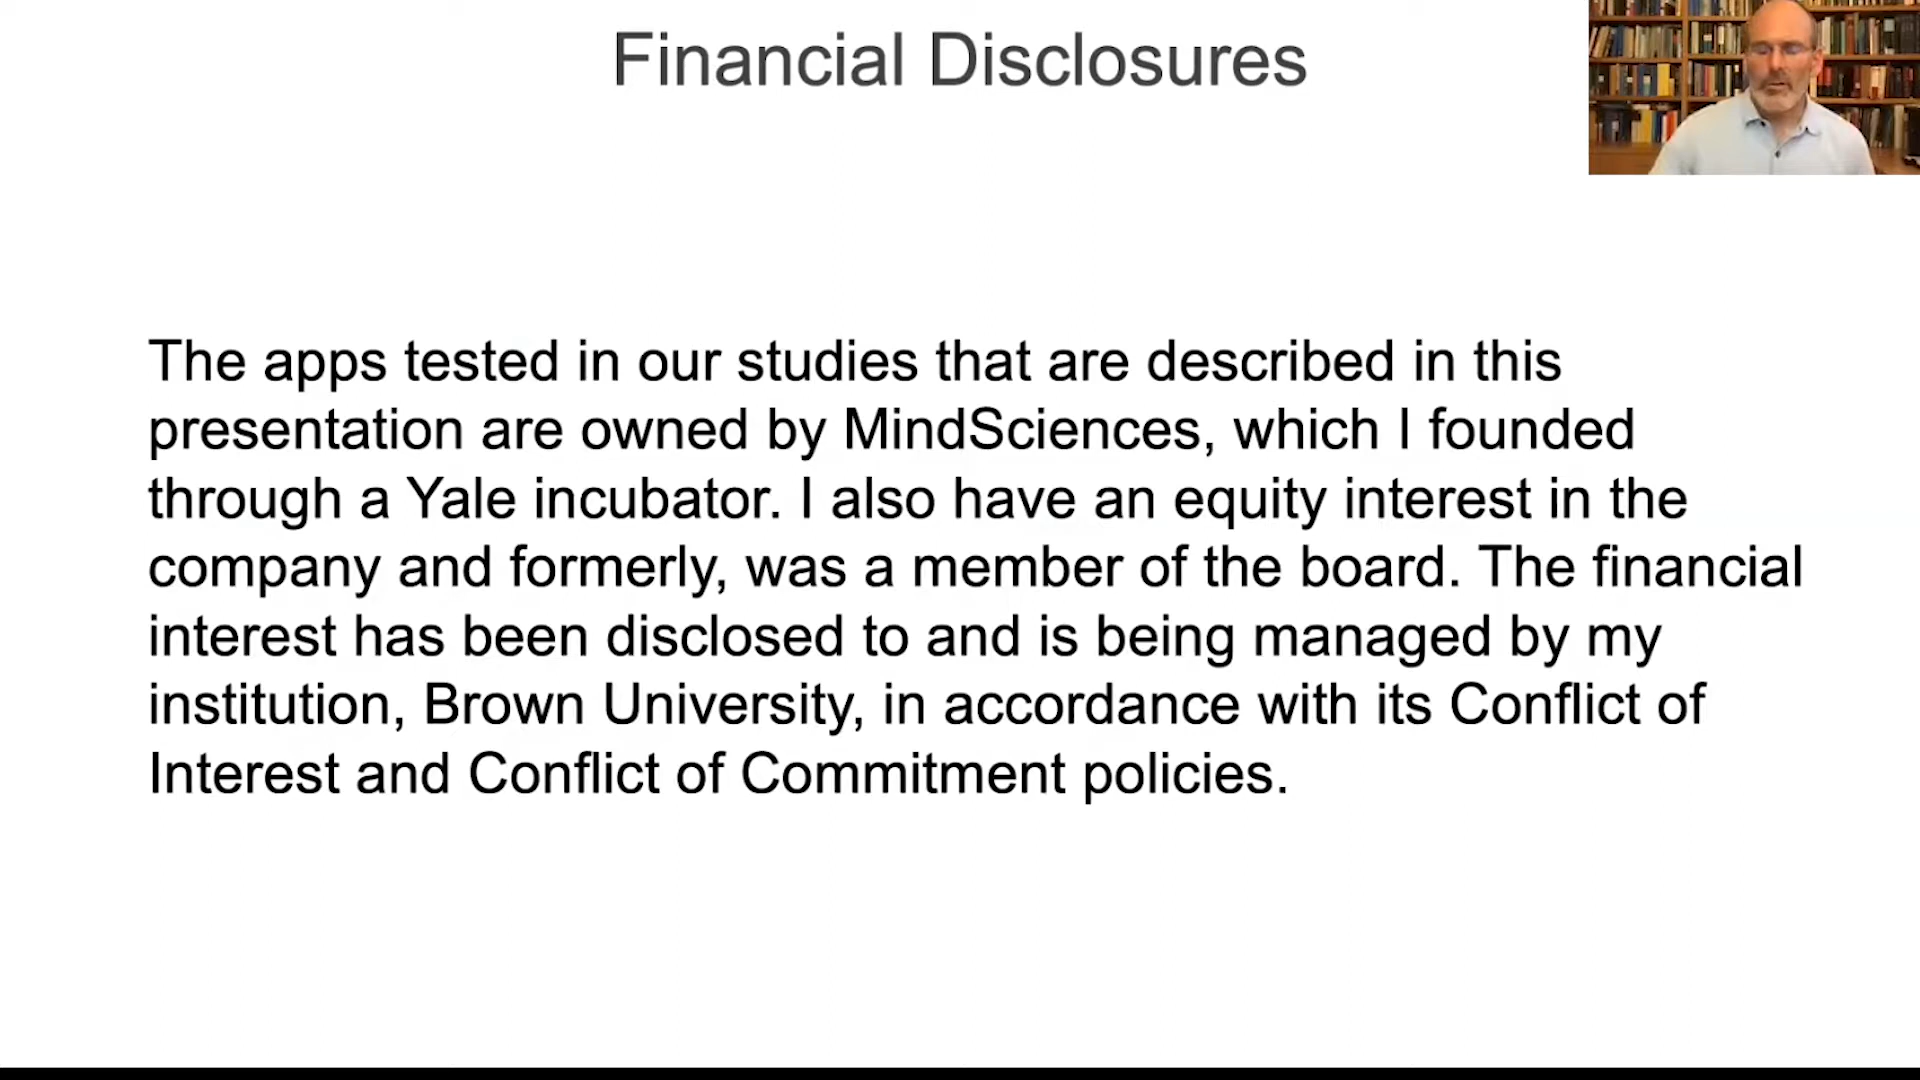 Financial Disclosures
The apps tested in our studies that are described in this
presentation are owned by MindSciences, which I founded
through a Yale incubator. I also have an equity interest in the
company and formerly, was a member of the board. The financial
interest has been disclosed to and is being managed by my
institution, Brown University, in accordance with its Conflict of
Interest and Conflict of Commitment policies.